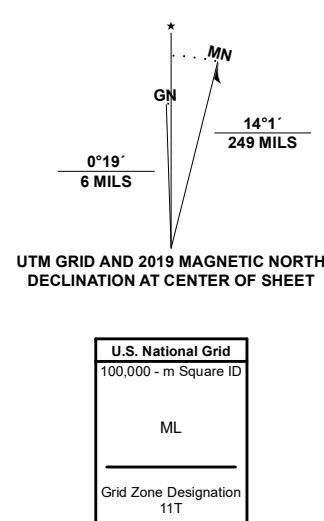 MN
GN
14°1´
249 MILS
0°19´
6 MILS
UTM GRID AND 2019 MAGNETIC NORTH
DECLINATION AT CENTER OF SHEET
U.S. National Grid
100,000 - m Square ID
ML
Grid Zone Designation
11T